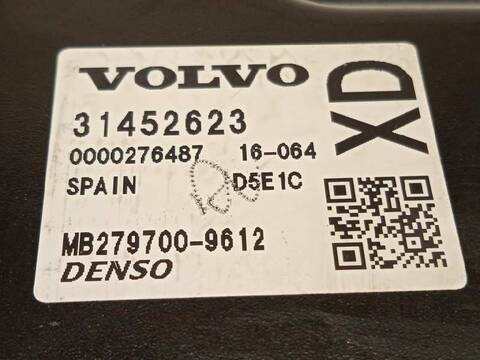 VOLVO
31452623
0000276487 16-064
SPAIN D5E1C
MB279700-9612
DENSO
XD